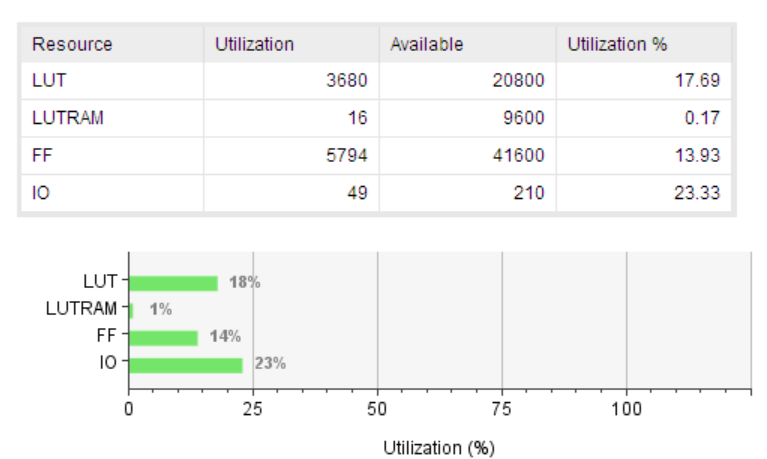 Resource Utilization Available Utilization %
LUT 3680 20800 17.69
LUTRAM 16 9600 0.17
FF 5794 41600 13.93
IO 49 210 23.33
LUT 18%
LUTRAM 1%
FF 14%
IO 23%
0 25 50 75 100
Utilization (%)